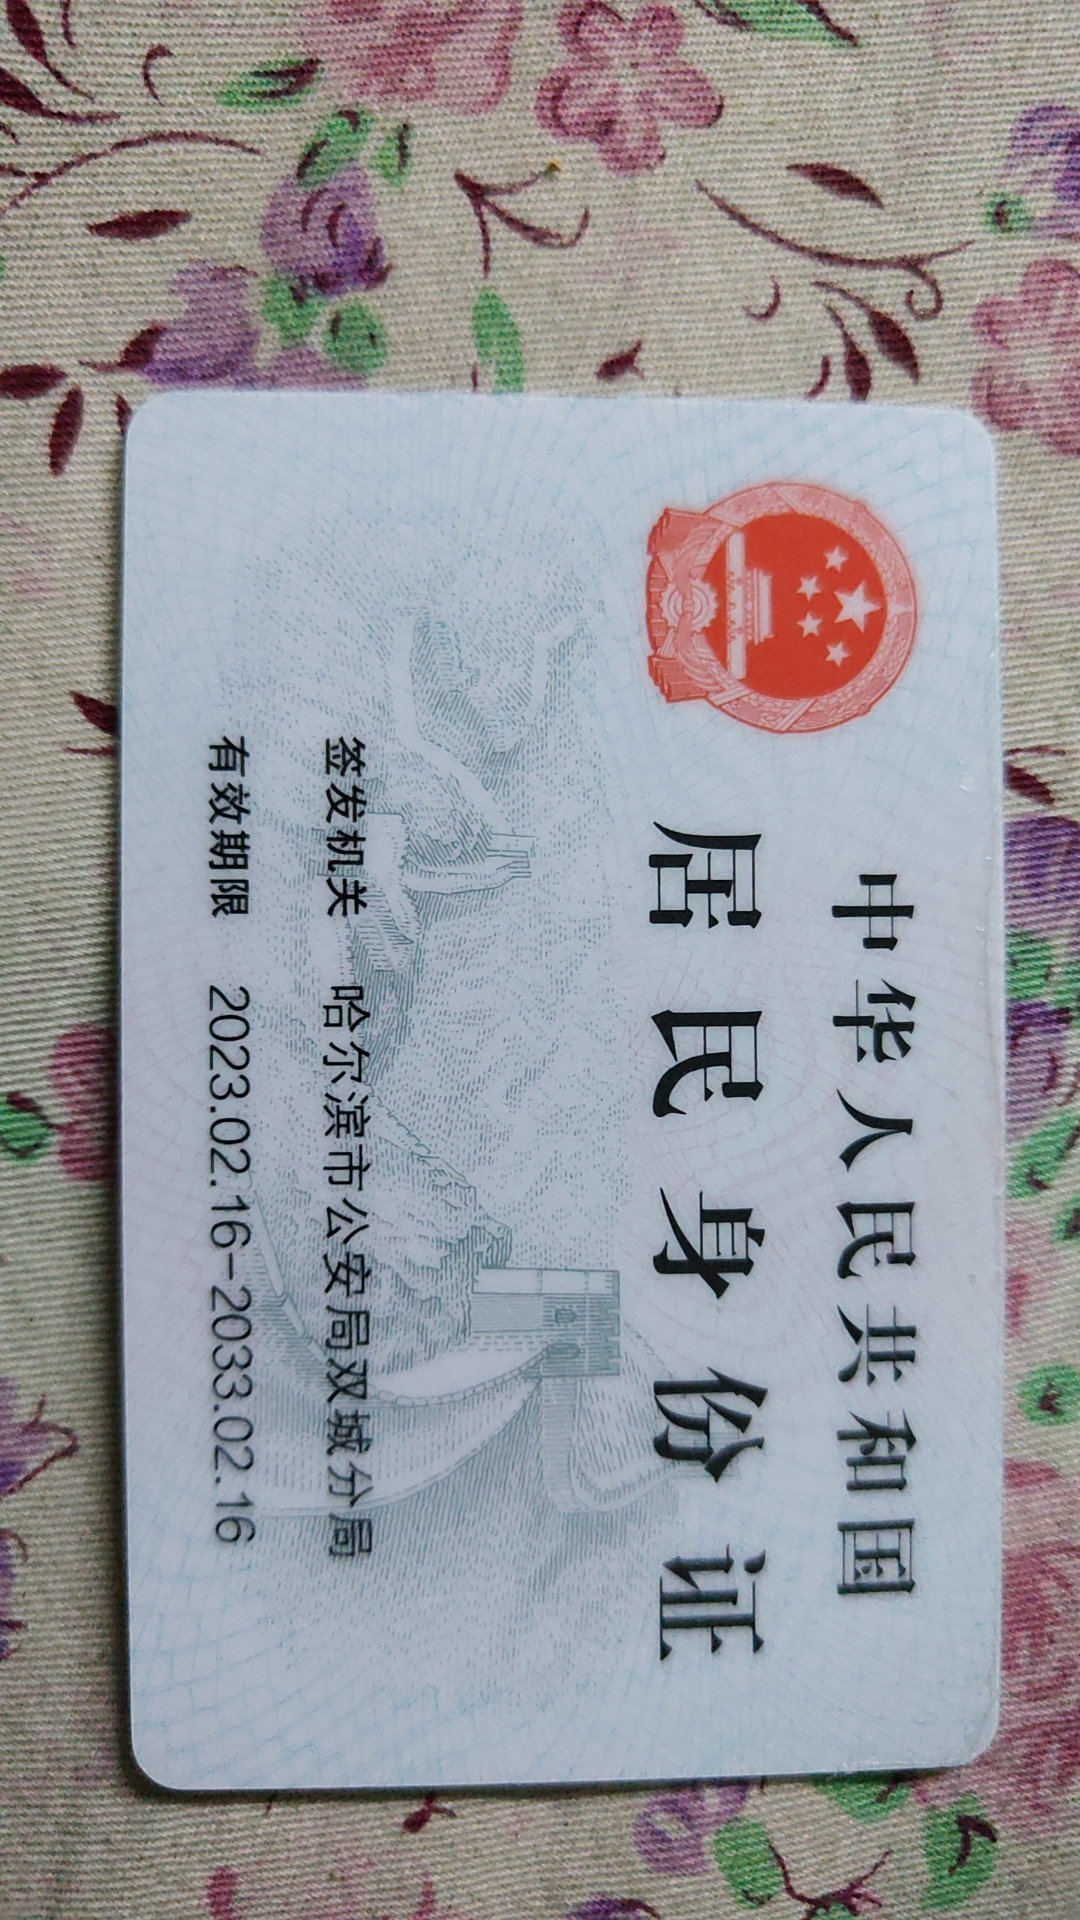 中华人民共和国
居民身份证
签发机关 哈尔滨市公安局双城分局
有效期限 2023.02.16-2033.02.16